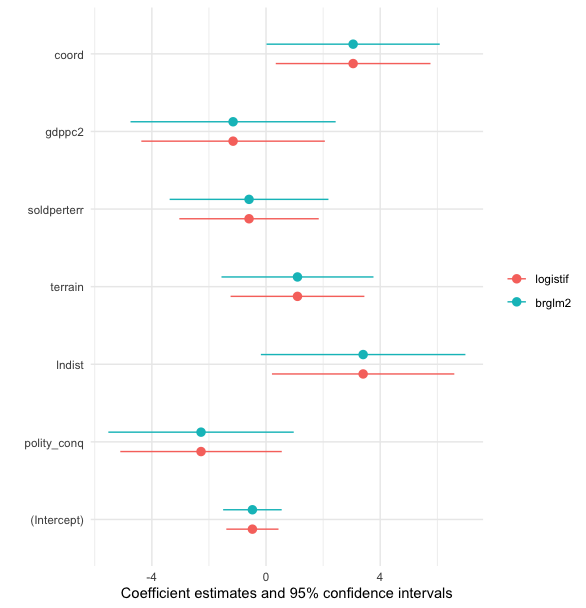 coord
gdppc2
soldperterr
terrain
lndist
polity_conq
(Intercept)
-4
0
4
Coefficient estimates and 95% confidence intervals
logistif
brglm2